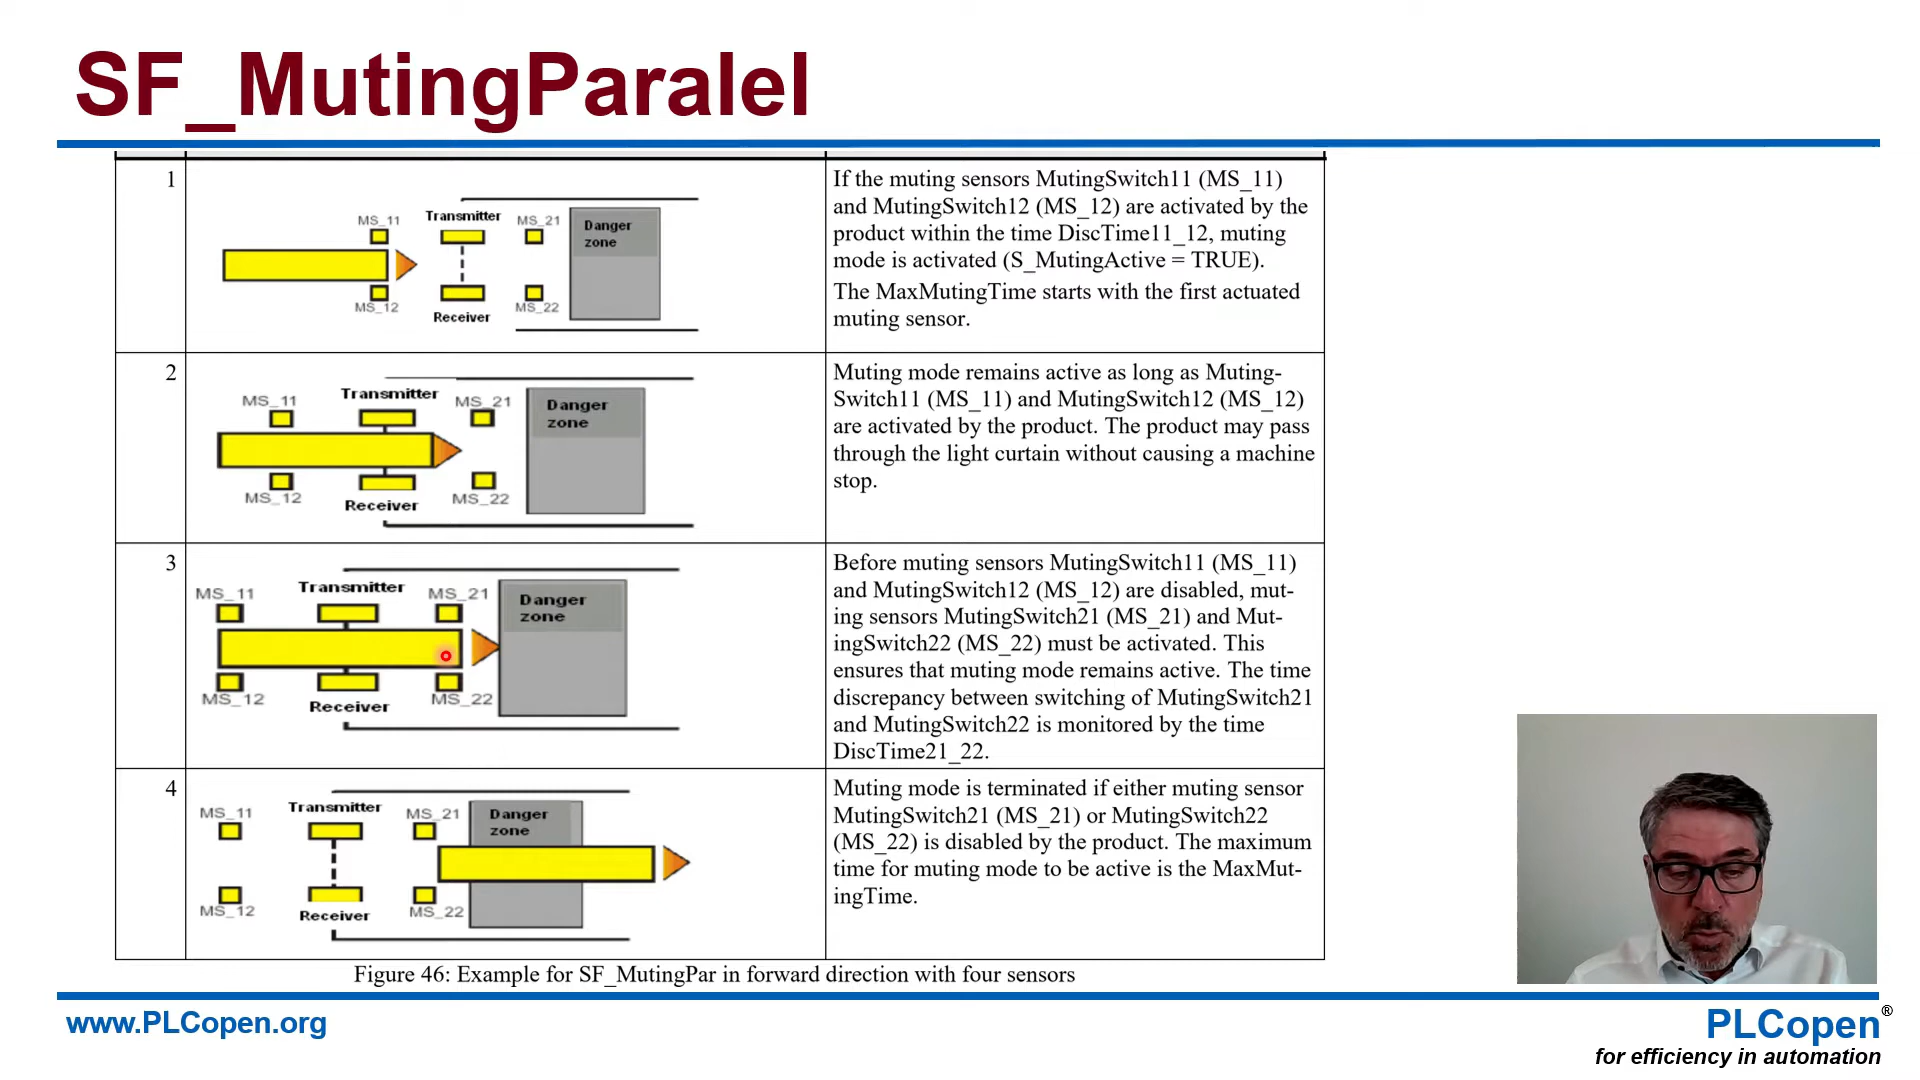 SF_MutingParalel
1
MS_11
Transmitter
MS_21
Danger
zone
MS_12
Receiver
MS_22
If the muting sensors MutingSwitch11 (MS_11)
and MutingSwitch12 (MS_12) are activated by the
product within the time DiscTime11_12, muting
mode is activated (S_MutingActive = TRUE).
The MaxMutingTime starts with the first actuated
muting sensor.
2
MS_11
Transmitter
MS_21
Danger
zone
MS_12
Receiver
MS_22
Muting mode remains active as long as Muting-
Switch11 (MS_11) and MutingSwitch12 (MS_12)
are activated by the product. The product may pass
through the light curtain without causing a machine
stop.
3
MS_11
Transmitter
MS_21
Danger
zone
MS_12
Receiver
MS_22
Before muting sensors MutingSwitch11 (MS_11)
and MutingSwitch12 (MS_12) are disabled, mut-
ing sensors MutingSwitch21 (MS_21) and Mut-
ingSwitch22 (MS_22) must be activated. This
ensures that muting mode remains active. The time
discrepancy between switching of MutingSwitch21
and MutingSwitch22 is monitored by the time
DiscTime21_22.
4
MS_11
Transmitter
MS_21
Danger
zone
MS_12
Receiver
MS_22
Muting mode is terminated if either muting sensor
MutingSwitch21 (MS_21) or MutingSwitch22
(MS_22) is disabled by the product. The maximum
time for muting mode to be active is the MaxMut-
ingTime.
Figure 46: Example for SF_MutingPar in forward direction with four sensors
www.PLCopen.org
PLCopen®
for efficiency in automation